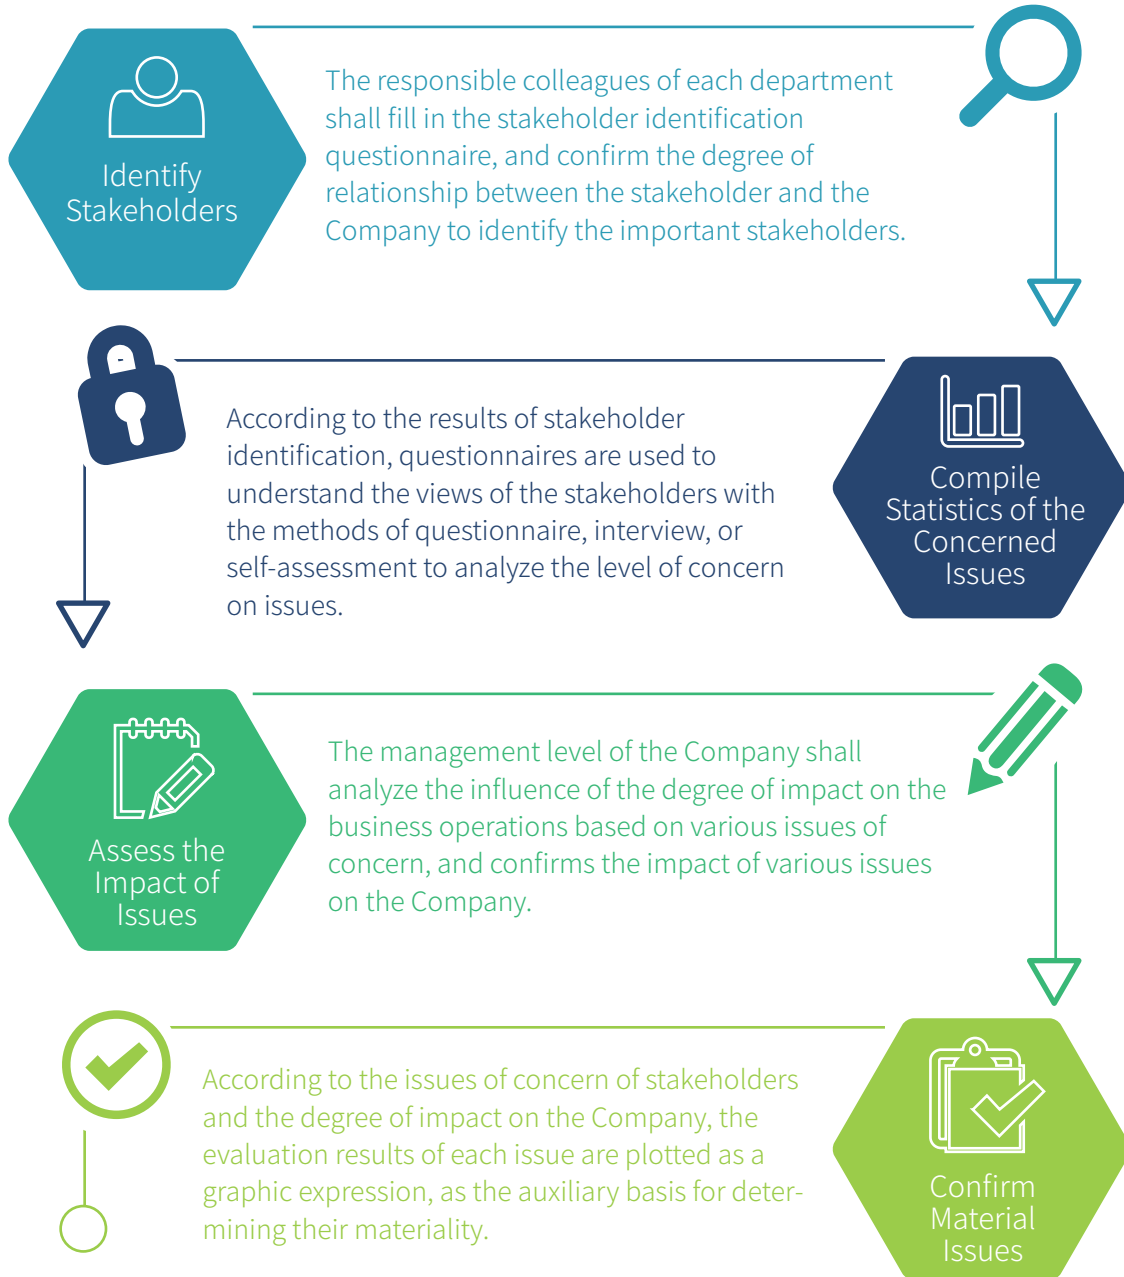 Identify
Stakeholders
The responsible colleagues of each department
shall fill in the stakeholder identification
questionnaire, and confirm the degree of
relationship between the stakeholder and the
Company to identify the important stakeholders.
According to the results of stakeholder
identification, questionnaires are used to
understand the views of the stakeholders with
the methods of questionnaire, interview, or
self-assessment to analyze the level of concern
on issues.
Compile
Statistics of the
Concerned
Issues
Assess the
Impact of
Issues
The management level of the Company shall
analyze the influence of the degree of impact on the
business operations based on various issues of
concern, and confirms the impact of various issues
on the Company.
According to the issues of concern of stakeholders
and the degree of impact on the Company, the
evaluation results of each issue are plotted as a
graphic expression, as the auxiliary basis for deter-
mining their materiality.
Confirm
Material
Issues